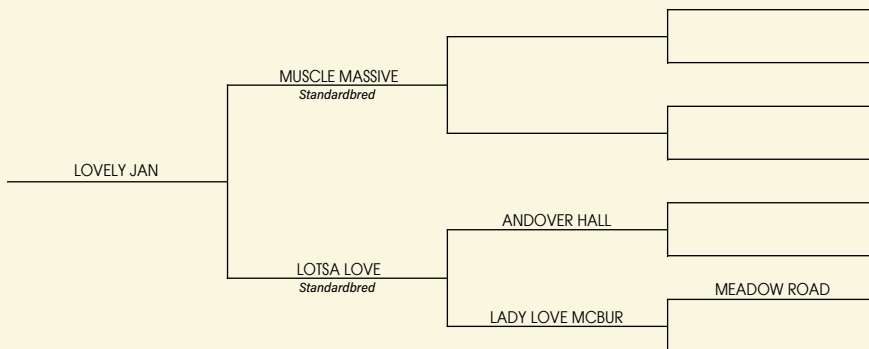 MUSCLE MASSIVE
Standardbred
LOVELY JAN
ANDOVER HALL
LOTSA LOVE
Standardbred
MEADOW ROAD
LADY LOVE MCBUR